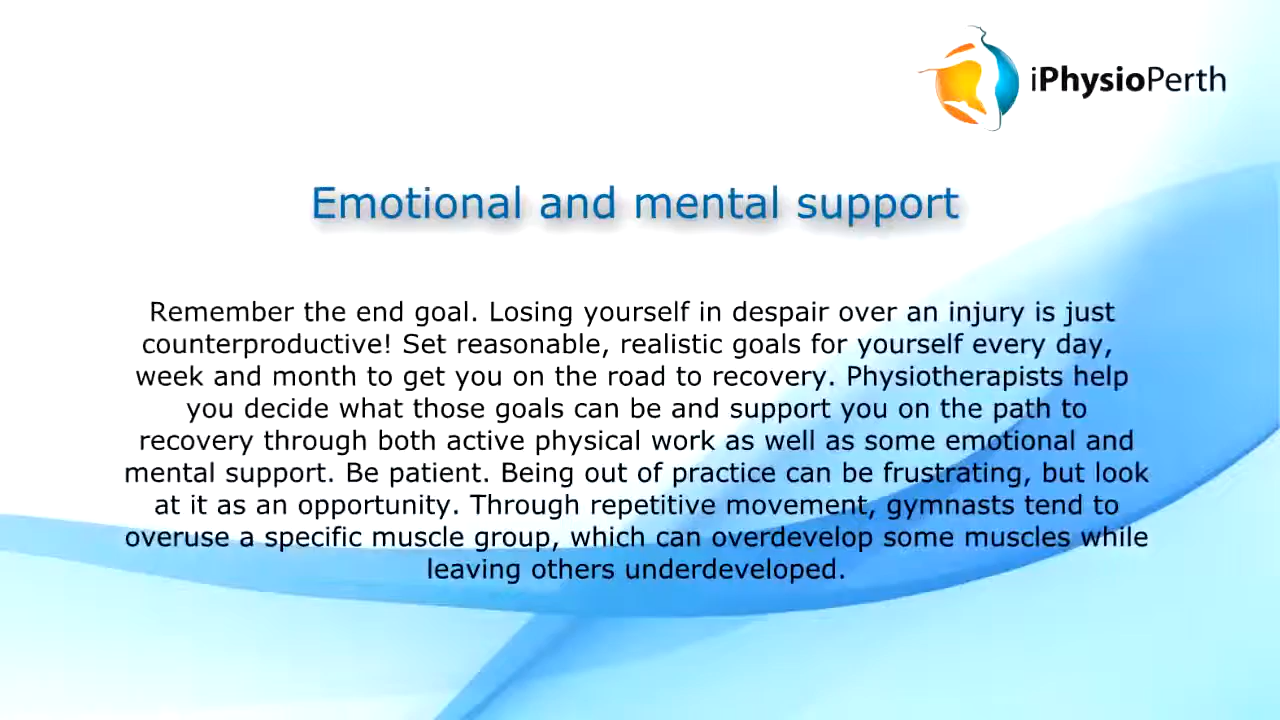 iPhysioPerth
Emotional and mental support
Remember the end goal. Losing yourself in despair over an injury is just
counterproductive! Set reasonable, realistic goals for yourself every day,
week and month to get you on the road to recovery. Physiotherapists help
you decide what those goals can be and support you on the path to
recovery through both active physical work as well as some emotional and
mental support. Be patient. Being out of practice can be frustrating, but look
at it as an opportunity. Through repetitive movement, gymnasts tend to
overuse a specific muscle group, which can overdevelop some muscles while
leaving others underdeveloped.